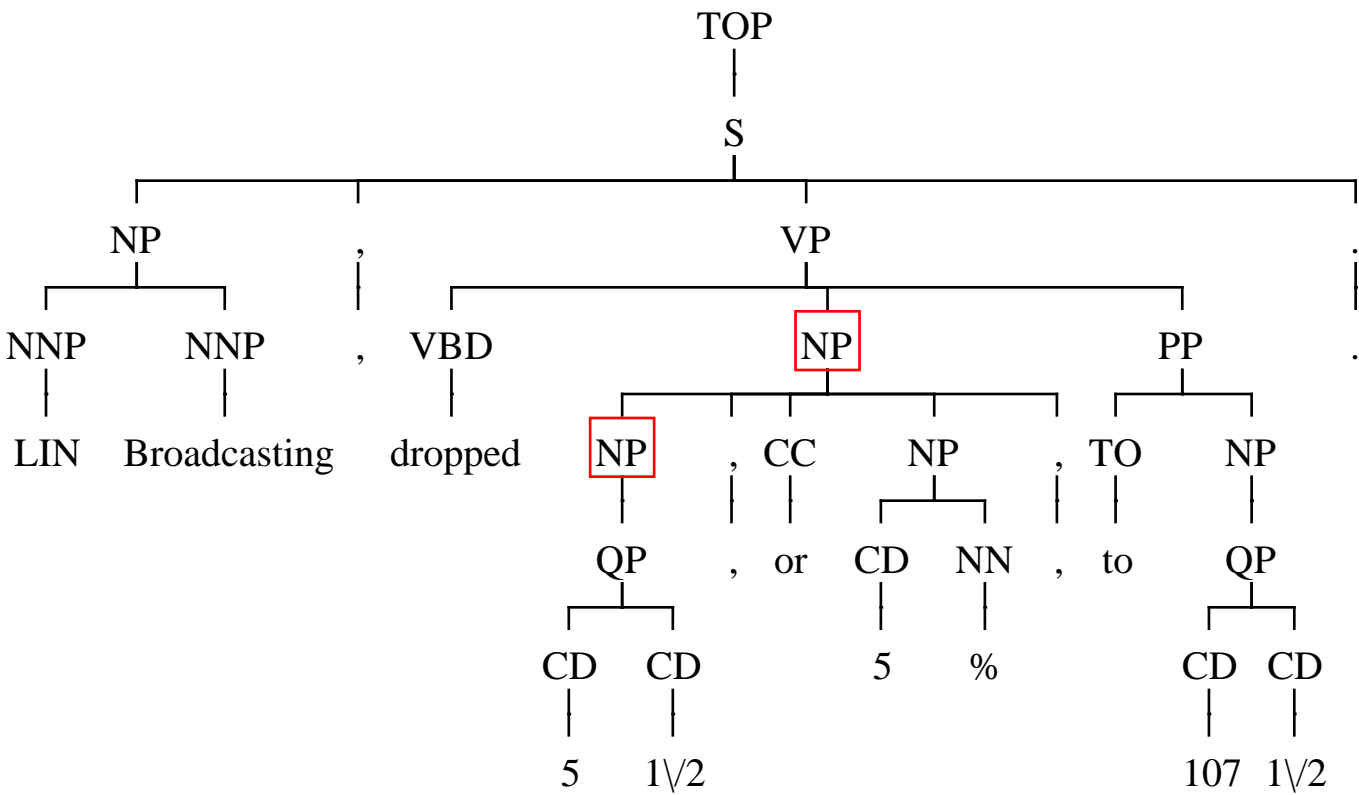 TOP
S
NP , VP .
NNP NNP , VBD NP PP .
LIN Broadcasting dropped NP , CC NP , TO NP
QP , or CD NN , to QP
CD CD 5 % CD CD
5 1\/2 107 1\/2